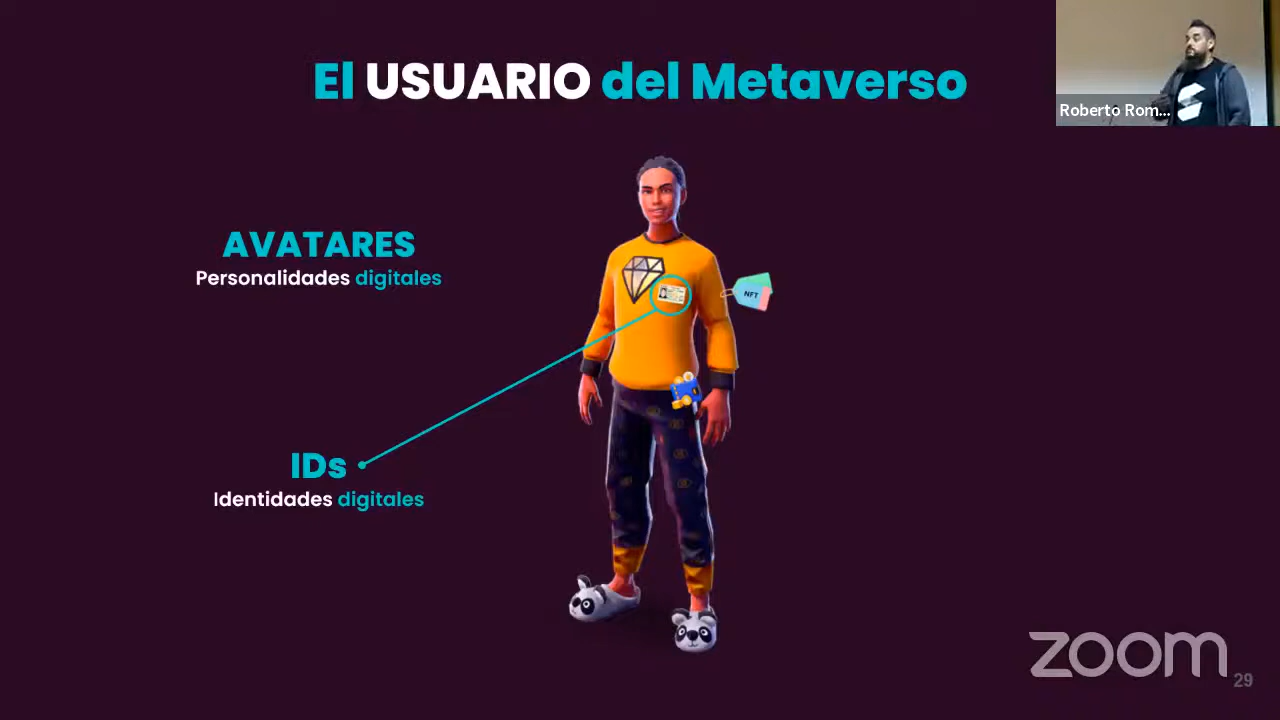 El USUARIO del Metaverso
Roberto Rom...
AVATARES
Personalidades digitales
NFT
IDs
Identidades digitales
zoom
29